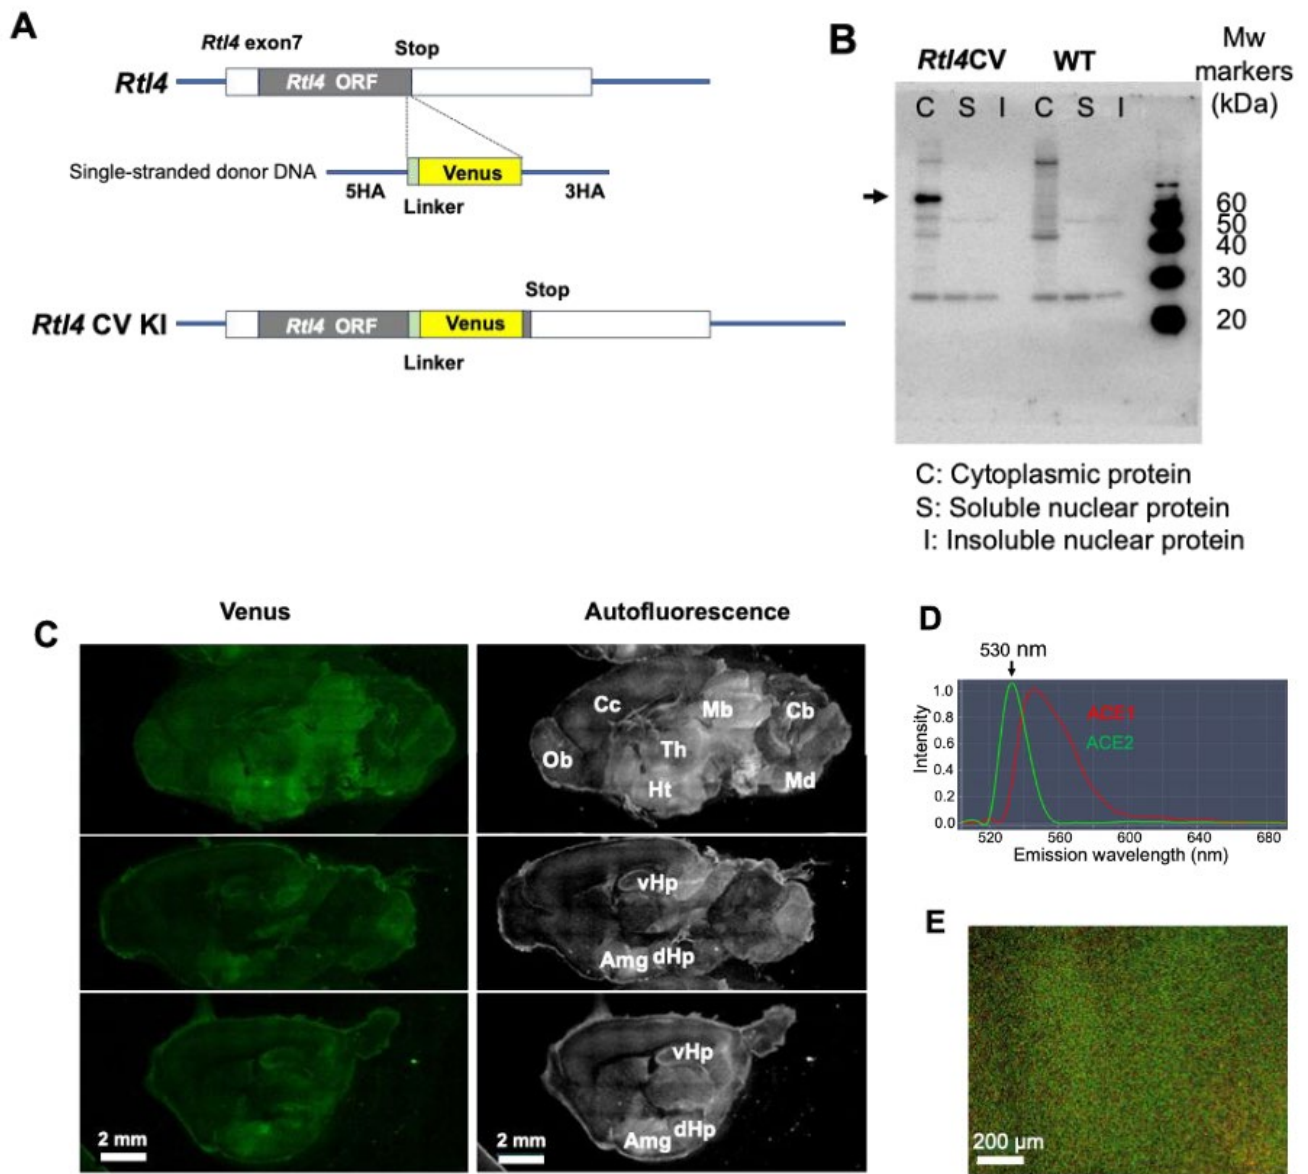 A
Rtl4 exon7
Stop
Rtl4
Rtl4 ORF
Single-stranded donor DNA
Venus
5HA
3HA
Linker
Stop
Rtl4 CV KI
Rtl4 ORF
Venus
Linker
B
Rtl4CV WT
Mw
markers
(kDa)
C S I C S I
60
50
40
30
20
C: Cytoplasmic protein
S: Soluble nuclear protein
I: Insoluble nuclear protein
C
Venus
Autofluorescence
Cc
Mb
Cb
Ob
Th
Ht
Md
vHp
Amg
dHp
vHp
Amg
dHp
2 mm
2 mm
D
530 nm
Intensity
1.0
0.8
0.6
0.4
0.2
0.0
ACE1
ACE2
520 560 600 640 680
Emission wavelength (nm)
E
200 µm